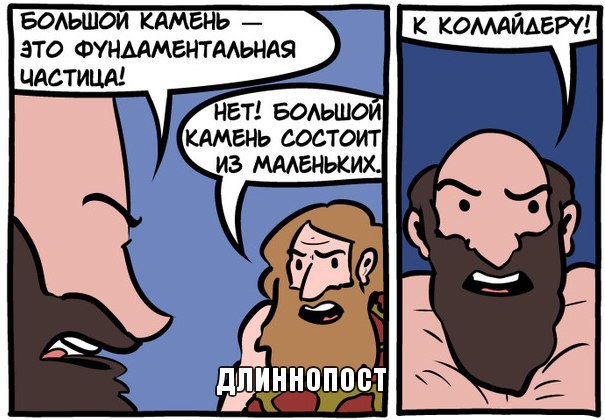 БОЛЬШОЙ КАМЕНЬ —
ЭТО ФУНДАМЕНТАЛЬНАЯ
ЧАСТИЦА!
НЕТ! БОЛЬШОЙ
КАМЕНЬ СОСТОИТ
ИЗ МАЛЕНЬКИХ.
К КОЛЛАЙДЕРУ!
ДЛИННОПОСТ